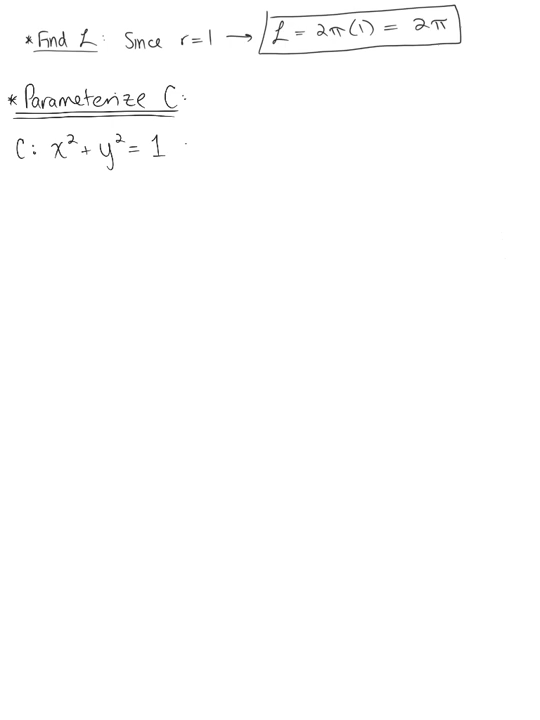 *Find L: Since r=1 → L = 2π(1) = 2π
*Parameterize C:
C: x² + y² = 1